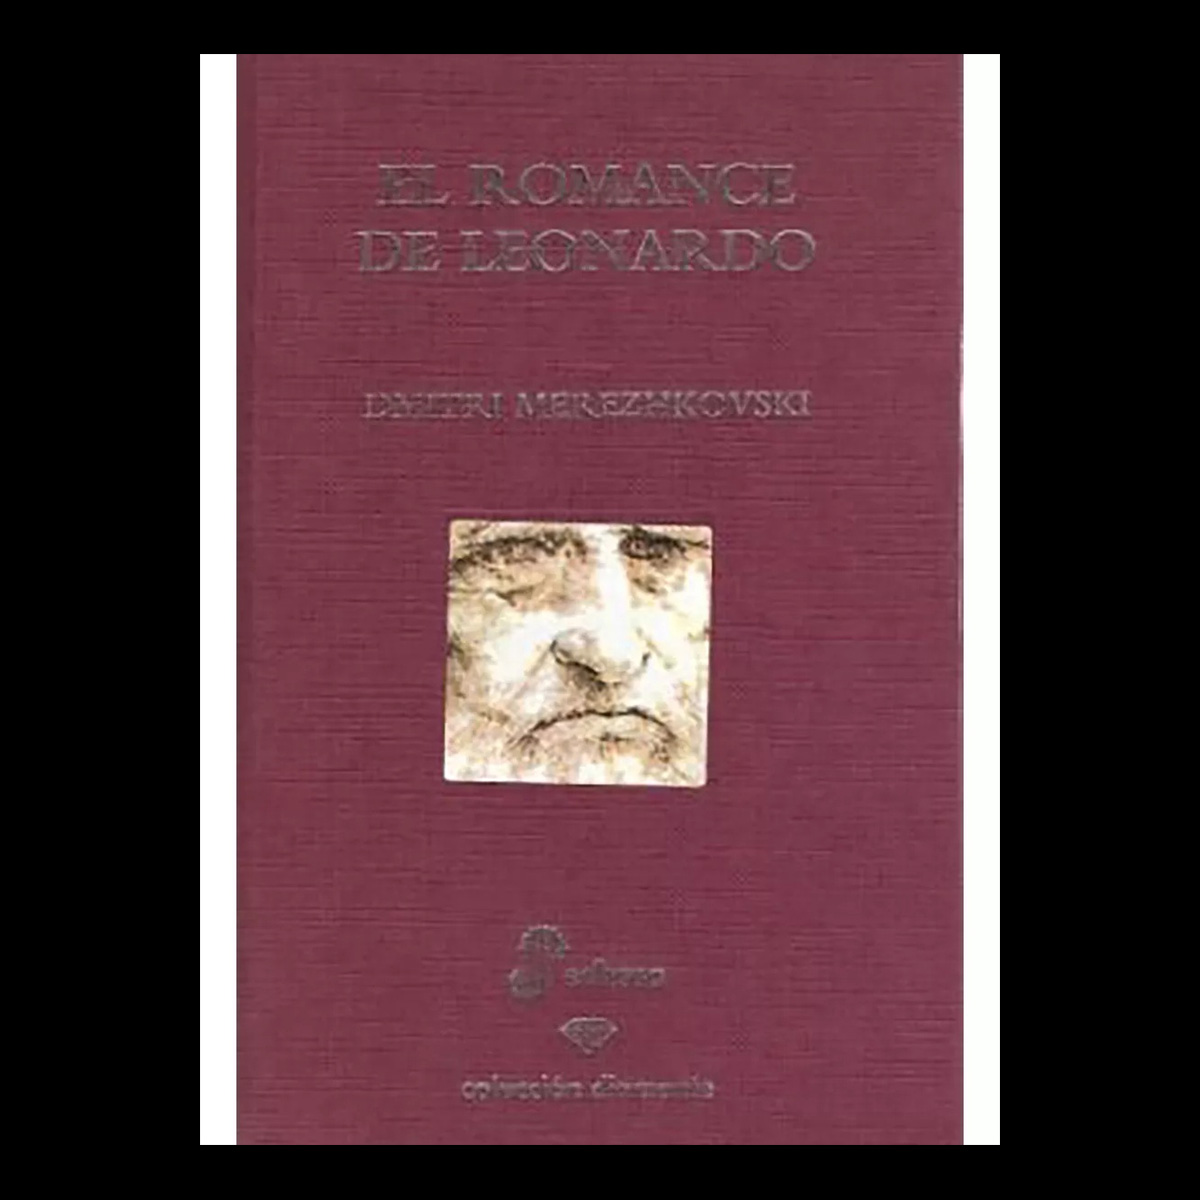 EL ROMANCE
DE LEONARDO
DMITRI MEREZHKOVSKI
edhasa
colección diamante